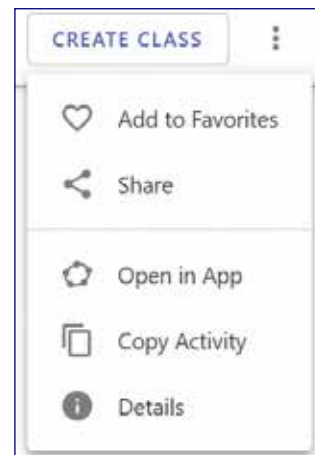 CREATE CLASS
Add to Favorites
Share
Open in App
Copy Activity
Details